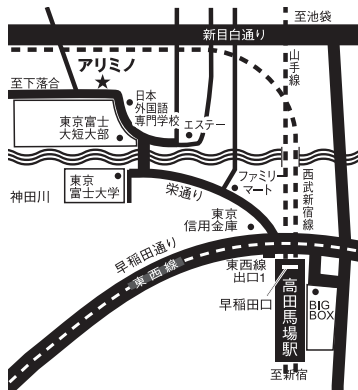 至池袋
新目白通り
アリミノ
山手線
至下落合
日本
外国語
専門学校
エステー
東京富士
大短大部
東京
富士大学
ファミリー
マート
西武新宿線
神田川
栄通り
東京
信用金庫
早稲田通り
東西線
東西線
出口1
早稲田口
高田馬場駅
BIG
BOX
至新宿